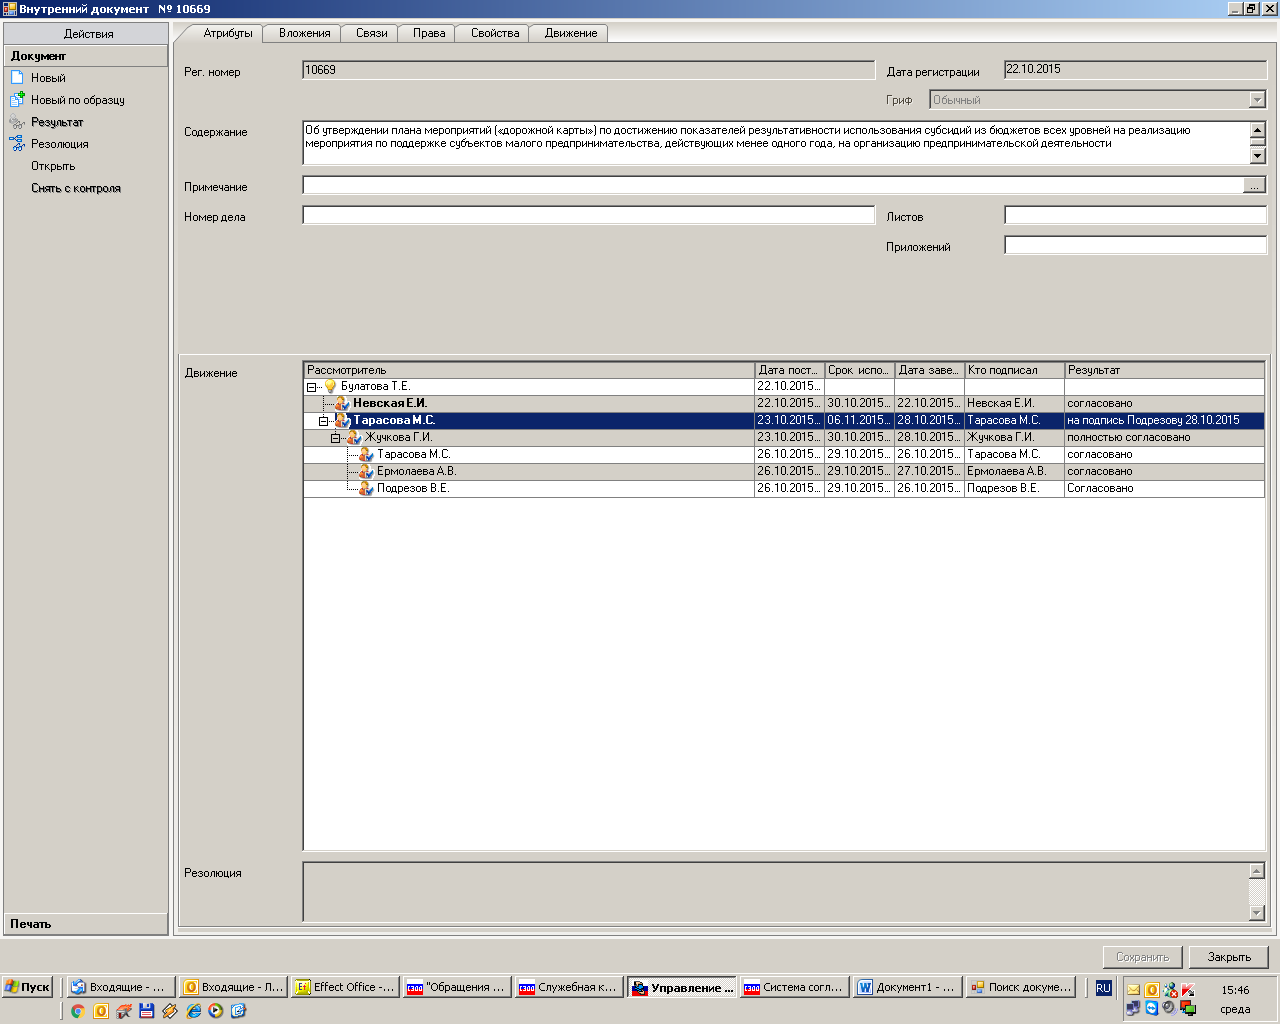 Внутренний документ № 10669
Действия
Документ
Новый
Новый по образцу
Результат
Резолюция
Открыть
Снять с контроля
Печать
Атрибуты Вложения Связи Права Свойства Движение
Рег. номер 10669 Дата регистрации 22.10.2015
Гриф Обычный
Содержание Об утверждении плана мероприятий («дорожной карты») по достижению показателей результативности использования субсидий из бюджетов всех уровней на реализацию
мероприятия по поддержке субъектов малого предпринимательства, действующих менее одного года, на организацию предпринимательской деятельности
Примечание ...
Номер дела Листов
Приложений
Движение
Рассмотритель Дата пост... Срок испо... Дата заве... Кто подписал Результат
Булатова Т.Е. 22.10.2015...
Невская Е.И. 22.10.2015... 30.10.2015... 22.10.2015... Невская Е.И. согласовано
Тарасова М.С. 23.10.2015... 06.11.2015... 28.10.2015... Тарасова М.С. на подпись Подрезову 28.10.2015
Жучкова Г.И. 23.10.2015... 30.10.2015... 28.10.2015... Жучкова Г.И. полностью согласовано
Тарасова М.С. 26.10.2015... 29.10.2015... 26.10.2015... Тарасова М.С. согласовано
Ермолаева А.В. 26.10.2015... 29.10.2015... 27.10.2015... Ермолаева А.В. согласовано
Подрезов В.Е. 26.10.2015... 29.10.2015... 26.10.2015... Подрезов В.Е. Согласовано
Резолюция
Сохранить Закрыть
Пуск Входящие - ... Входящие - Л... Effect Office -... "Обращения ... Служебная к... Управление ... Система согл... Документ1 - ... Поиск докуме... RU 15:46
среда